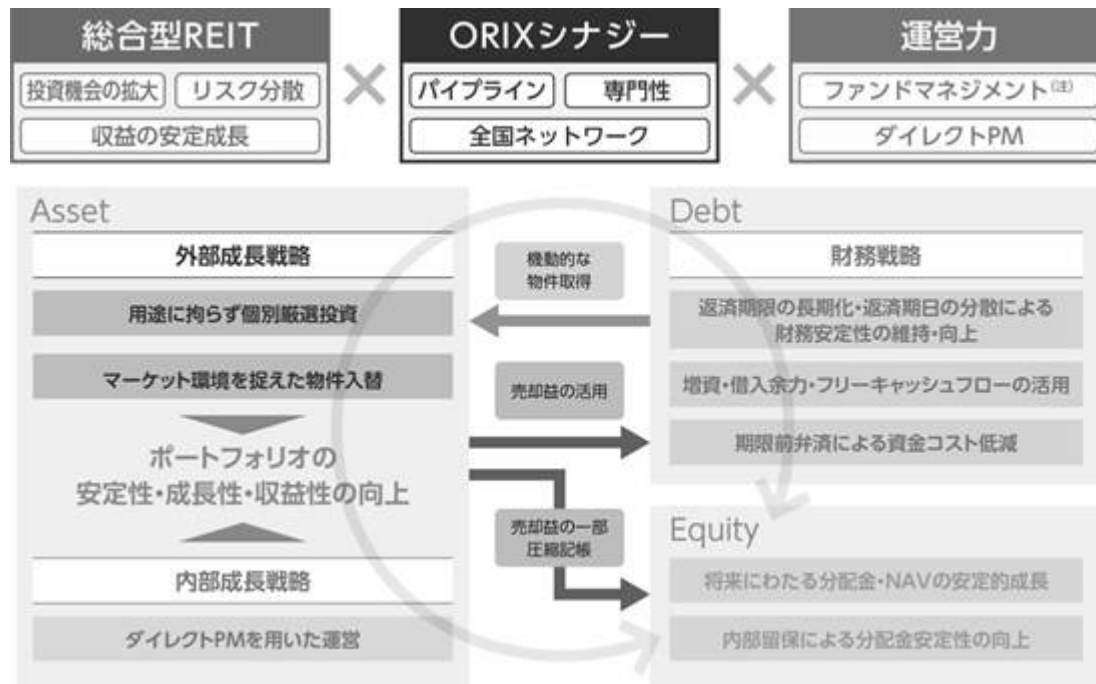 総合型REIT
投資機会の拡大
リスク分散
収益の安定成長
×
ORIXシナジー
パイプライン
専門性
全国ネットワーク
×
運営力
ファンドマネジメント(注)
ダイレクトPM
Asset
外部成長戦略
用途に拘らず個別厳選投資
マーケット環境を捉えた物件入替
ポートフォリオの
安定性・成長性・収益性の向上
内部成長戦略
ダイレクトPMを用いた運営
機動的な
物件取得
売却益の活用
売却益の一部
圧縮記帳
Debt
財務戦略
返済期限の長期化・返済期日の分散による
財務安定性の維持・向上
増資・借入余力・フリーキャッシュフローの活用
期限前弁済による資金コスト低減
Equity
将来にわたる分配金・NAVの安定的成長
内部留保による分配金安定性の向上